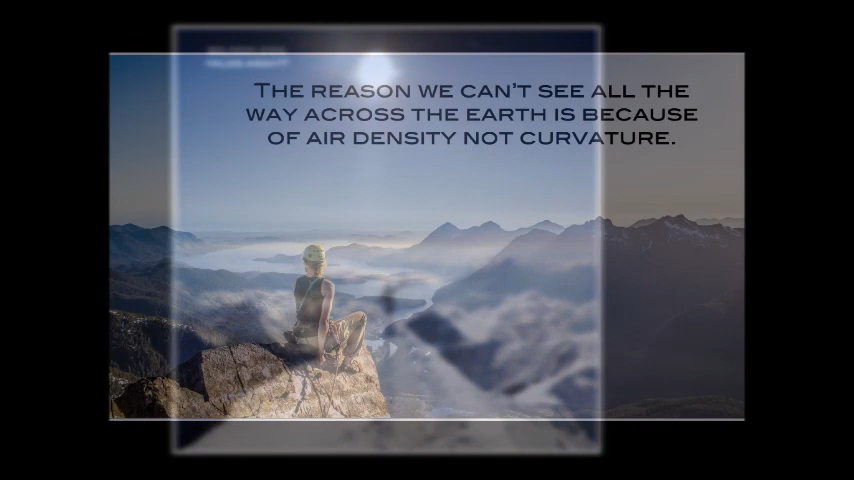 THE REASON WE CAN'T SEE ALL THE
WAY ACROSS THE EARTH IS BECAUSE
OF AIR DENSITY NOT CURVATURE.